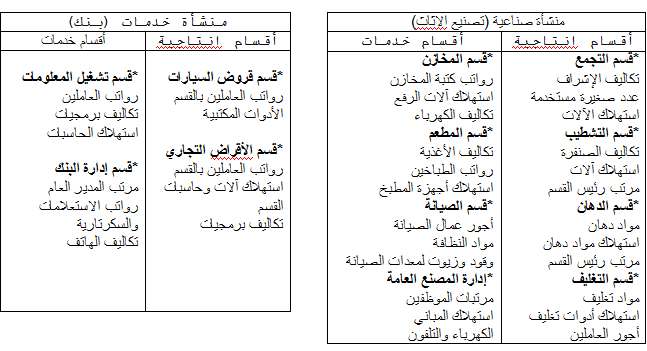 منشأة صناعية (تصنيع الاثاث)
أقسام إنتاجية
*قسم التجمع
تكاليف الإشراف
عدد صغيرة مستخدمة
استهلاك الآلات
*قسم التشطيب
تكاليف الصنفرة
استهلاك آلات
مرتب رئيس القسم
*قسم الدهان
مواد دهان
استهلاك مواد دهان
مرتب رئيس القسم
*قسم التغليف
مواد تغليف
استهلاك أدوات تغليف
أجور العاملين
أقسام خدمات
*قسم المخازن
رواتب كتبة المخازن
استهلاك آلات الرفع
تكاليف الكهرباء
*قسم المطعم
تكاليف الأغذية
رواتب الطباخين
استهلاك أجهزة المطبخ
*قسم الصيانة
أجور عمال الصيانة
مواد النظافة
وقود وزيوت لمعدات الصيانة
*إدارة المصنع العامة
مرتبات الموظفين
استهلاك المباني
الكهرباء والتلفون
منشأة خدمات (بنك)
أقسام إنتاجية
*قسم قروض السيارات
رواتب العاملين بالقسم
الأدوات المكتبية
*قسم الأقراض التجاري
رواتب العاملين بالقسم
استهلاك آلات وحاسبات
القسم
تكاليف برمجيات
أقسام خدمات
*قسم تشغيل المعلومات
رواتب العاملين
تكاليف برمجيات
استهلاك الحاسبات
*قسم إدارة البنك
مرتب المدير العام
رواتب الاستعلامات
والسكرتارية
تكاليف الهاتف